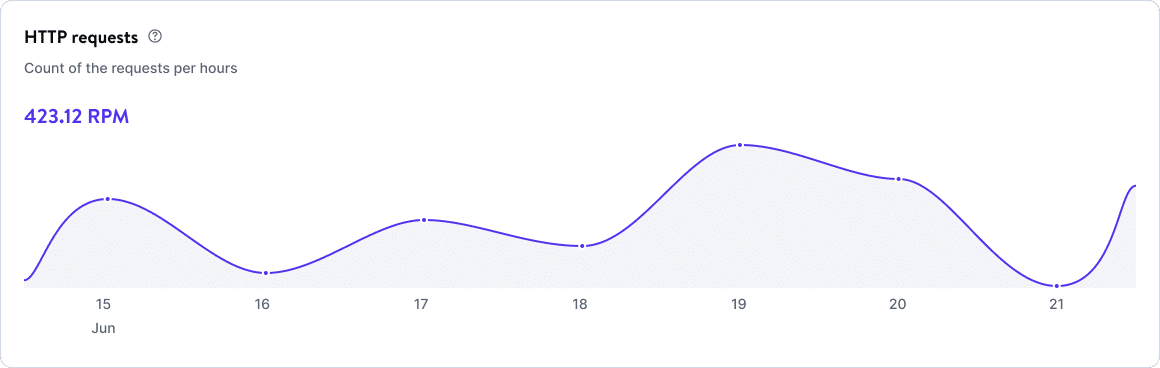 HTTP requests
Count of the requests per hours
423.12 RPM
15 16 17 18 19 20 21
Jun